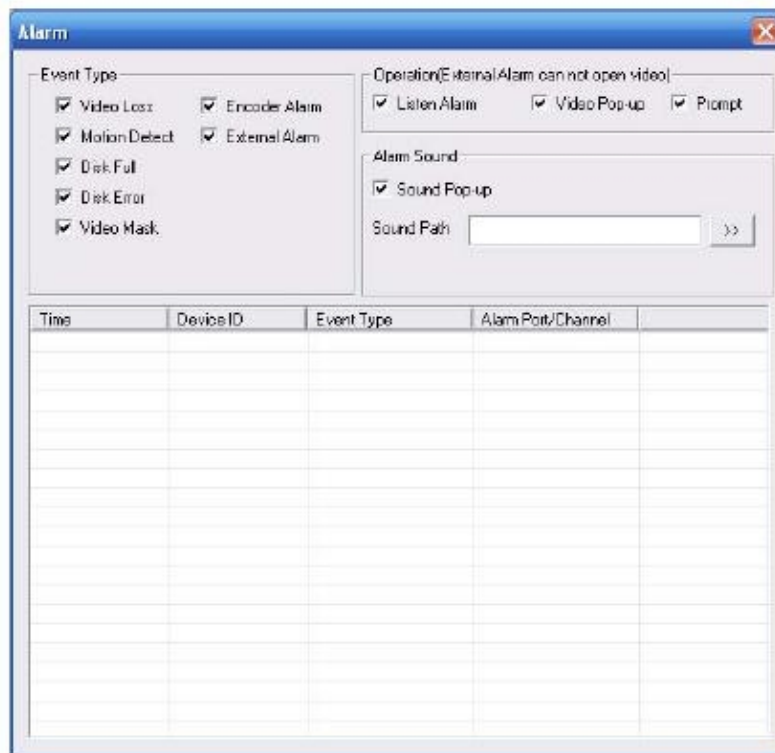 Alarm
Event Type
Video Loss
Encoder Alarm
Motion Detect
External Alarm
Disk Full
Disk Error
Video Mask
Operation(External Alarm can not open video)
Listen Alarm
Video Pop-up
Prompt
Alarm Sound
Sound Pop-up
Sound Path
>>
Time
Device ID
Event Type
Alarm Port/Channel